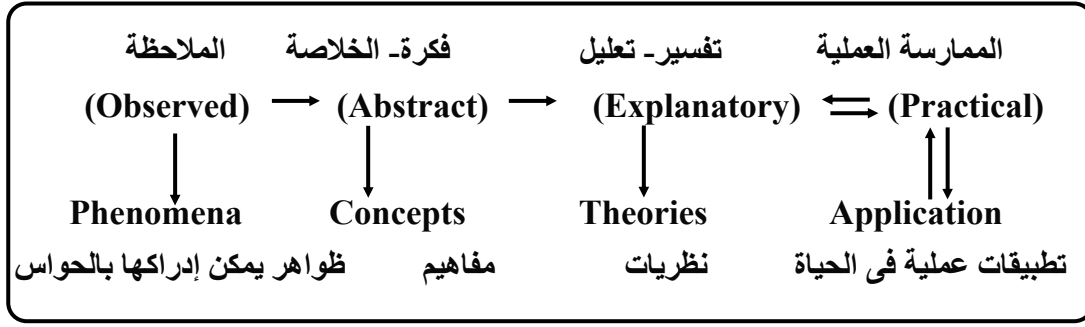 الملاحظة فكرة- الخلاصة تفسير- تعليل الممارسة العملية
(Observed) (Abstract) (Explanatory) (Practical)
Phenomena Concepts Theories Application
ظواهر يمكن إدراكها بالحواس مفاهيم نظريات تطبيقات عملية فى الحياة